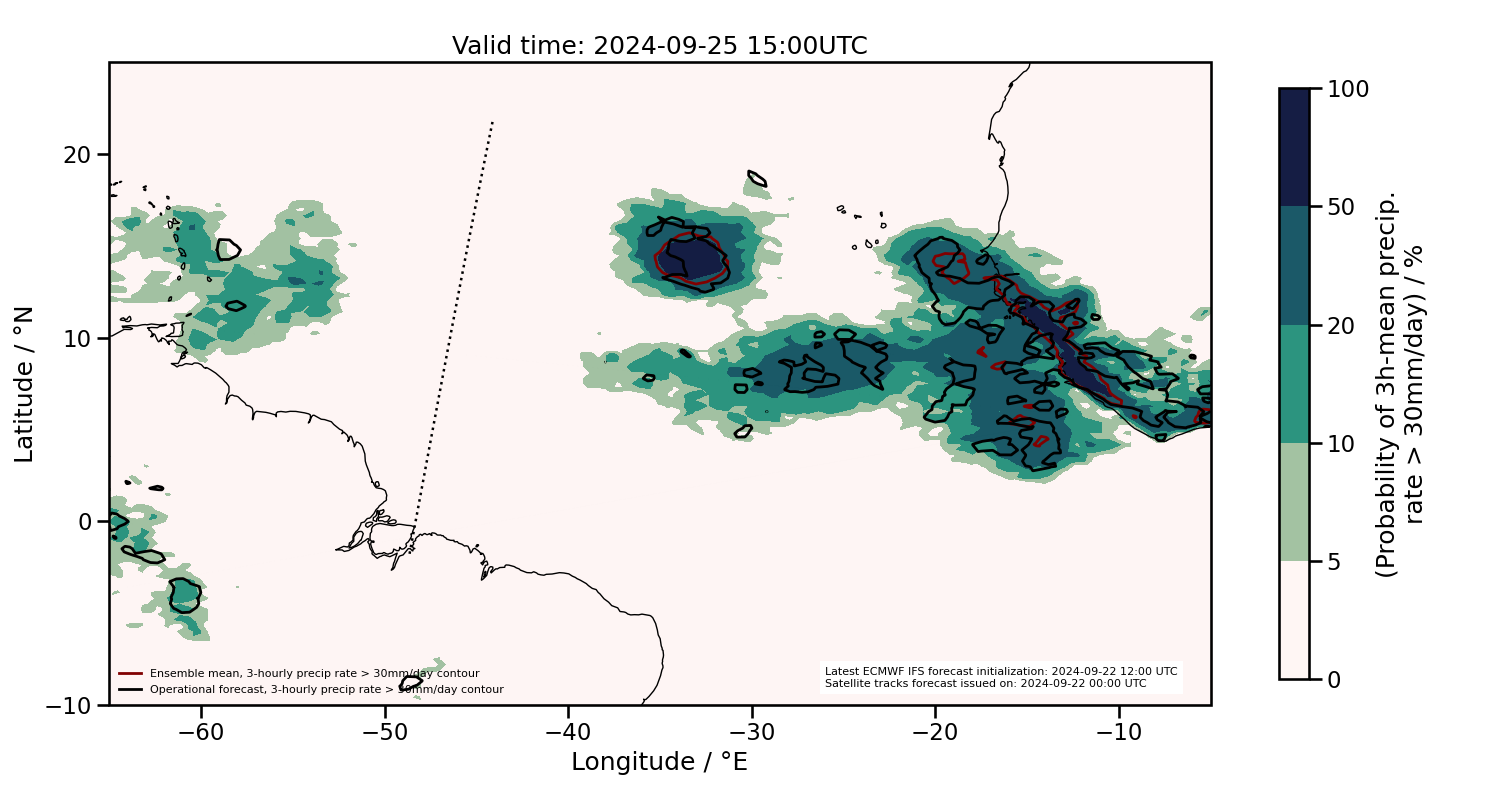 Valid time: 2024-09-25 15:00UTC
Latitude / °N
20
10
0
−10
−60
−50
−40
−30
−20
−10
Longitude / °E
Ensemble mean, 3-hourly precip rate > 30mm/day contour
Operational forecast, 3-hourly precip rate > 30mm/day contour
Latest ECMWF IFS forecast initialization: 2024-09-22 12:00 UTC
Satellite tracks forecast issued on: 2024-09-22 00:00 UTC
100
50
20
10
5
0
(Probability of 3h-mean precip.
rate > 30mm/day) / %